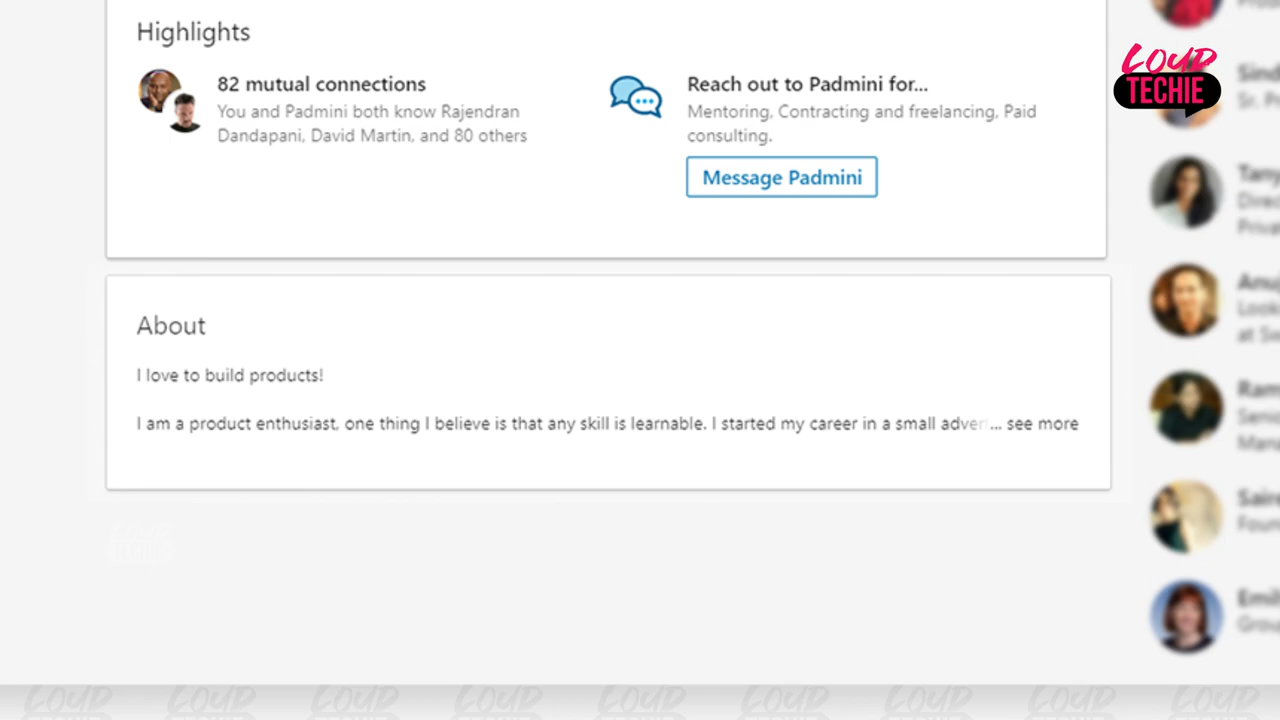 Highlights
82 mutual connections
You and Padmini both know Rajendran
Dandapani, David Martin, and 80 others
Reach out to Padmini for...
Mentoring, Contracting and freelancing, Paid
consulting.
Message Padmini
LOUD
TECHIE
About
I love to build products!
I am a product enthusiast, one thing I believe is that any skill is learnable. I started my career in a small adver... see more